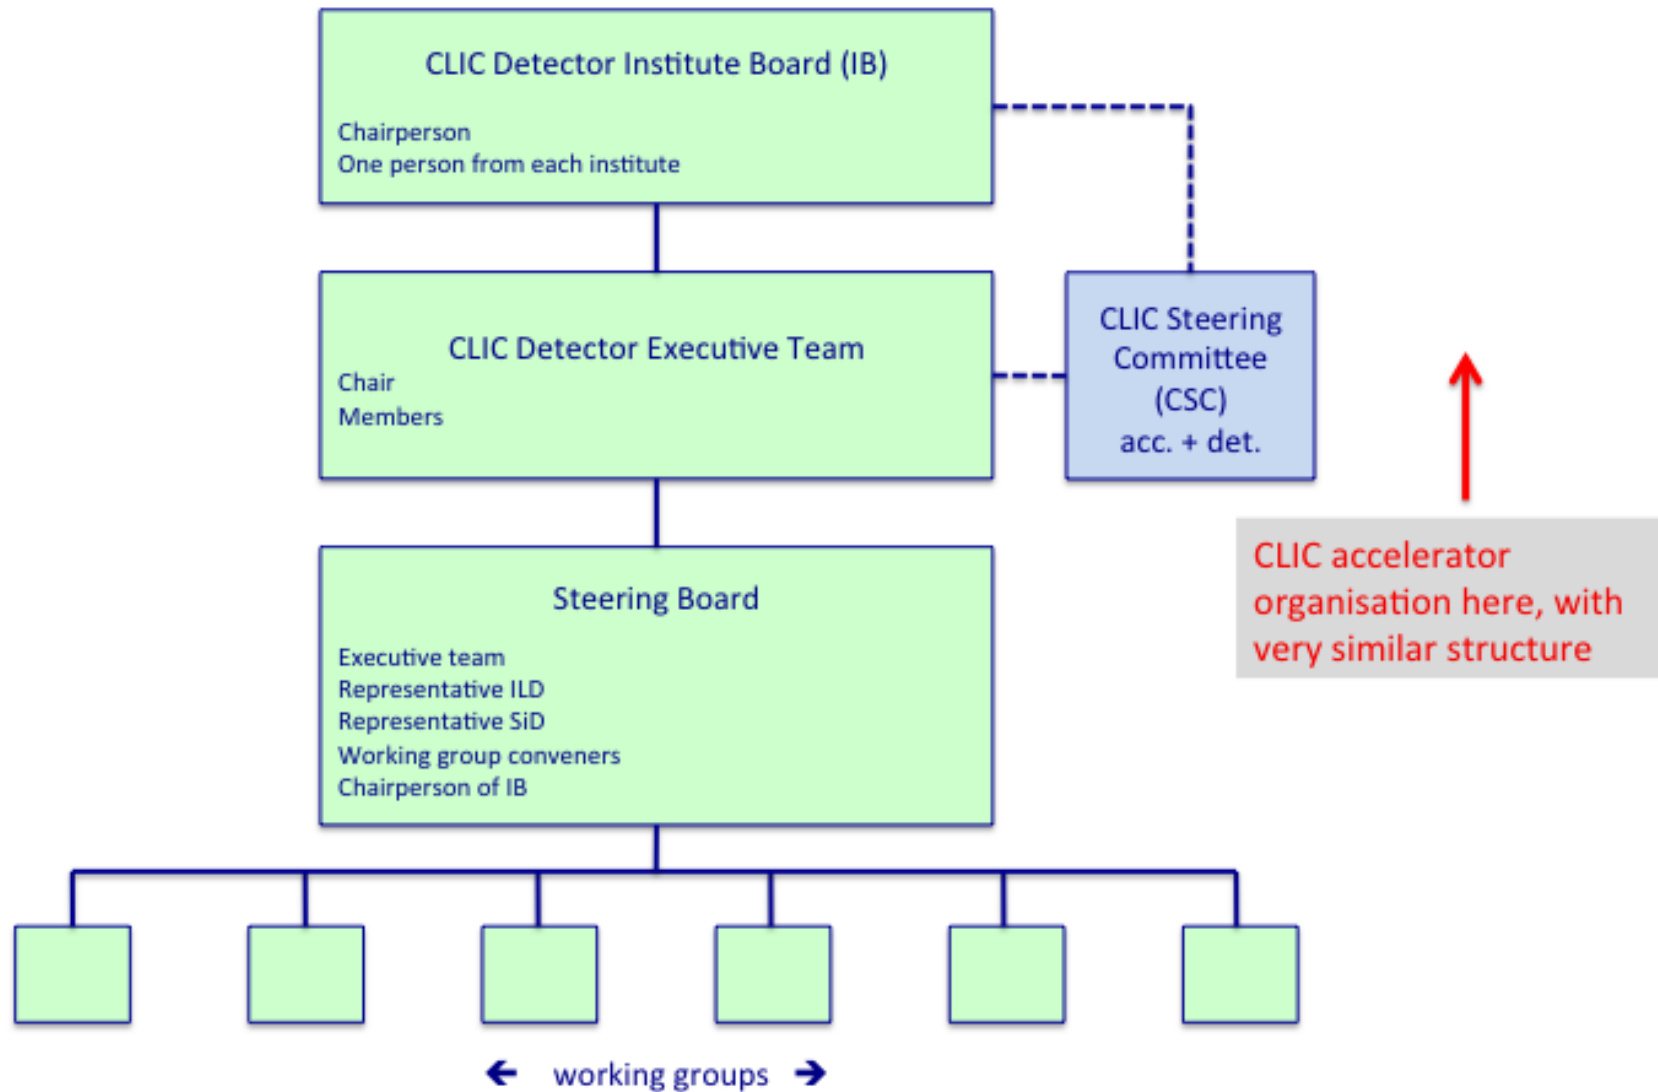 CLIC Detector Institute Board (IB)
Chairperson
One person from each institute
CLIC Detector Executive Team
Chair
Members
CLIC Steering
Committee
(CSC)
acc. + det.
CLIC accelerator
organisation here, with
very similar structure
Steering Board
Executive team
Representative ILD
Representative SiD
Working group conveners
Chairperson of IB
← working groups →